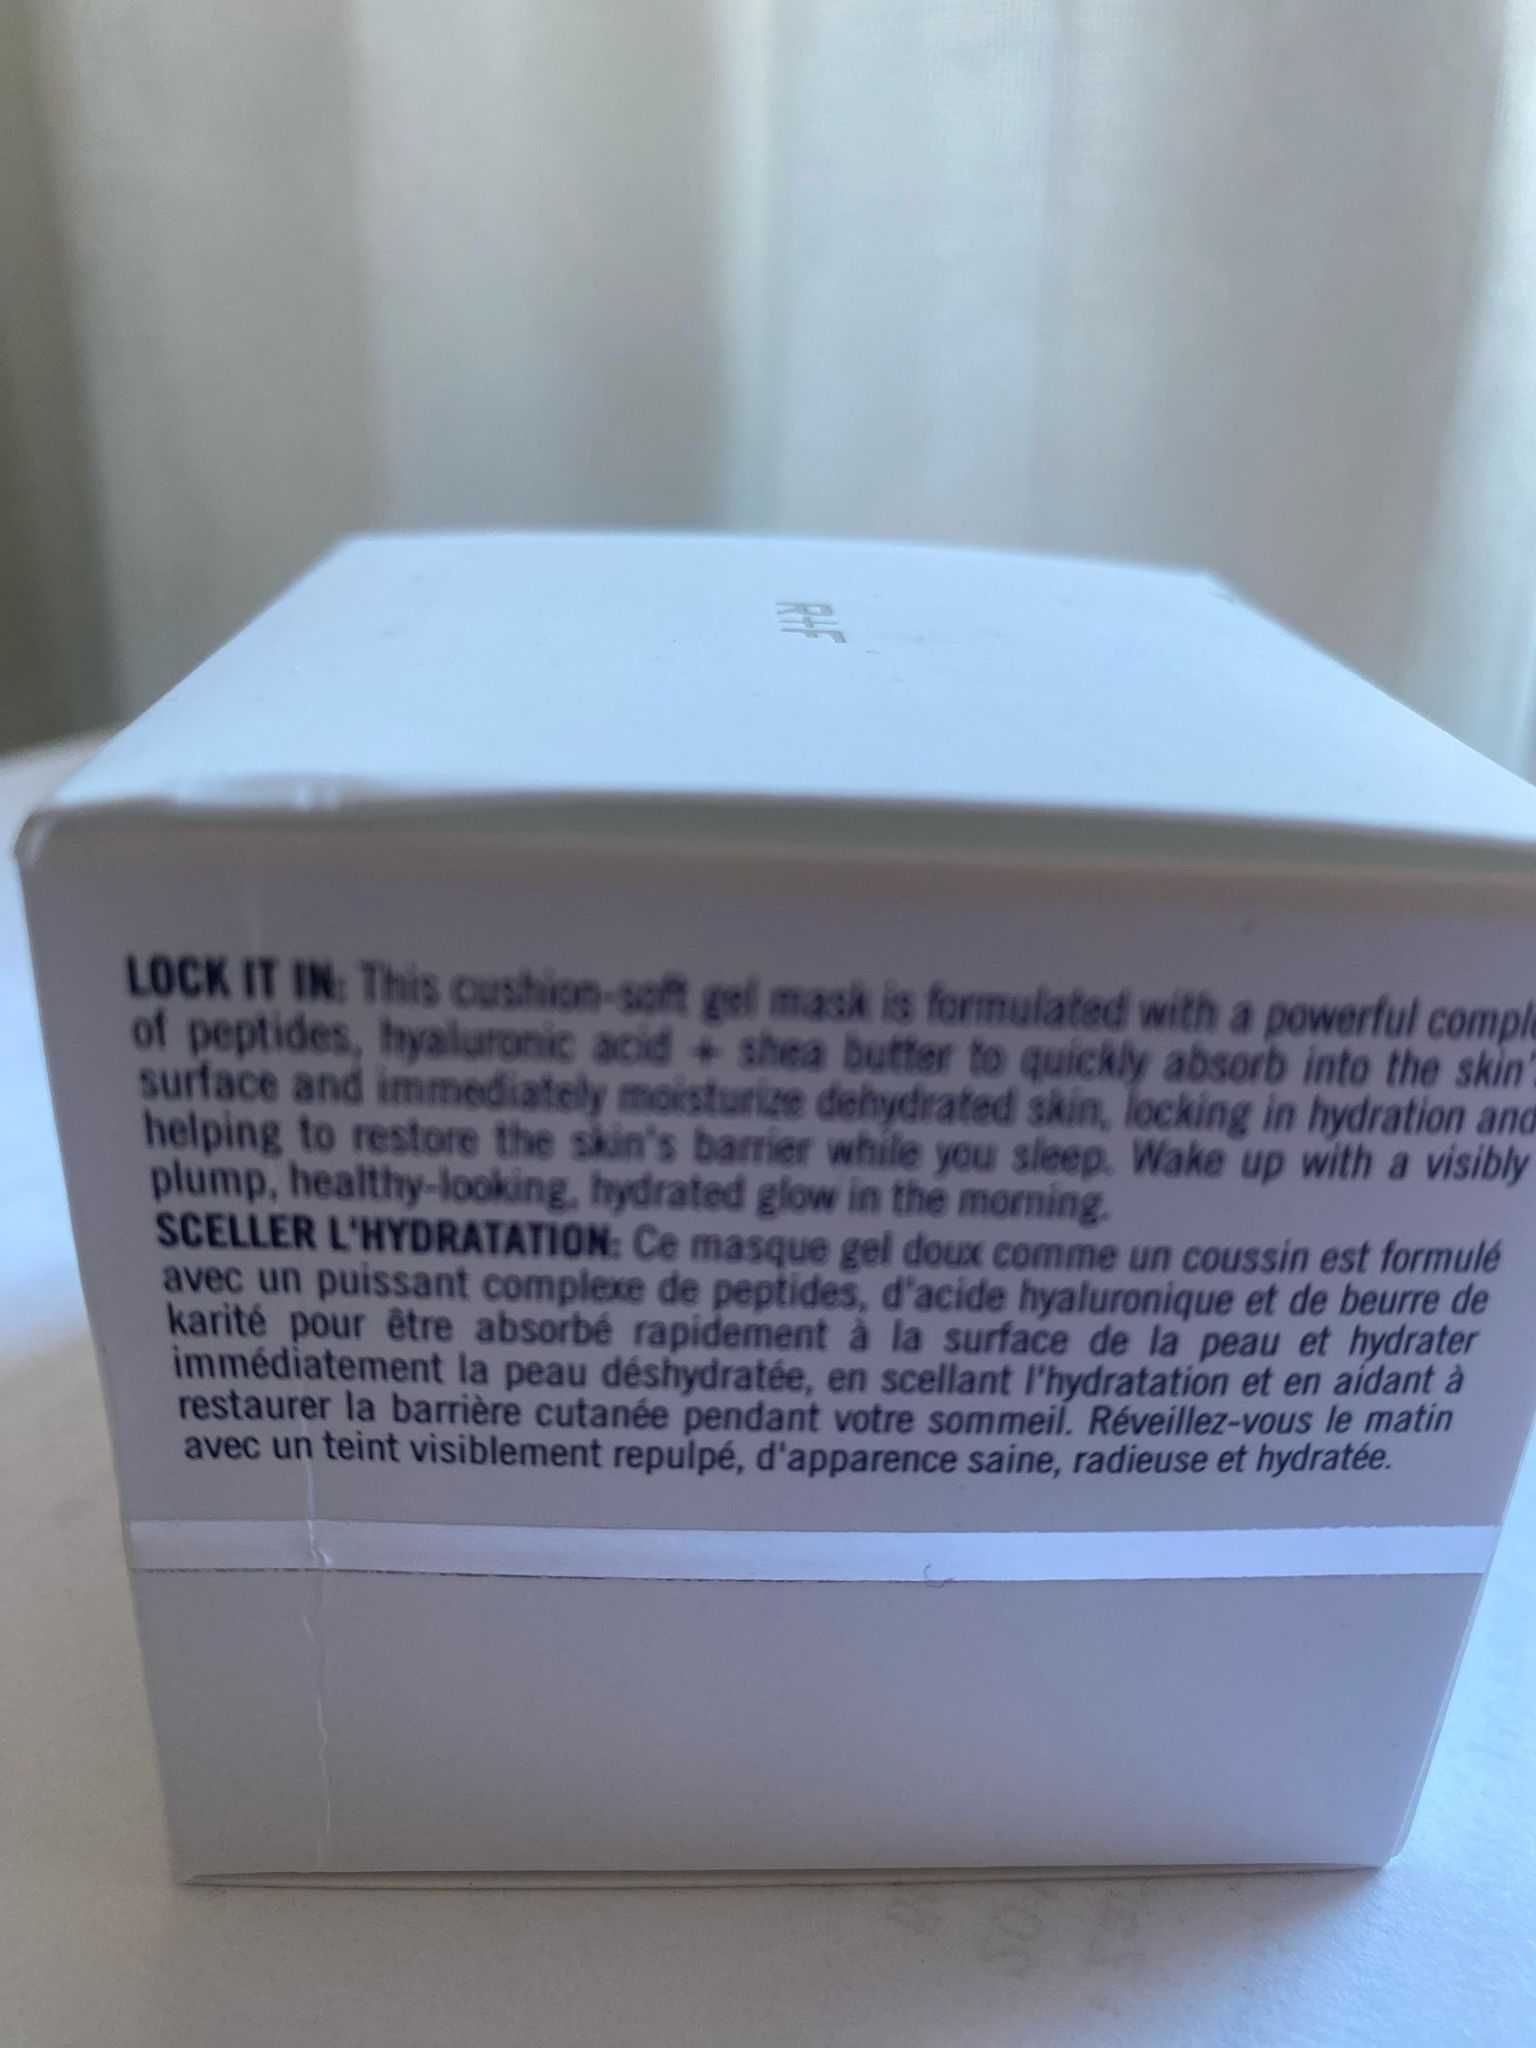 R+F
LOCK IT IN: This cushion-soft gel mask is formulated with a powerful
of peptides, hyaluronic acid + shea butter to quickly absorb into the skin'
surface and immediately moisturize dehydrated skin, locking in hydration and
helping to restore the skin's barrier while you sleep. Wake up with a visibly
plump, healthy-looking, hydrated glow in the morning.
SCELLER L'HYDRATATION: Ce masque gel doux comme un coussin est formulé
avec un puissant complexe de peptides, d'acide hyaluronique et de beurre de
karité pour être absorbé rapidement à la surface de la peau et hydrater
immédiatement la peau déshydratée, en scellant l'hydratation et en aidant à
restaurer la barrière cutanée pendant votre sommeil. Réveillez-vous le matin
avec un teint visiblement repulpé, d'apparence saine, radieuse et hydratée.